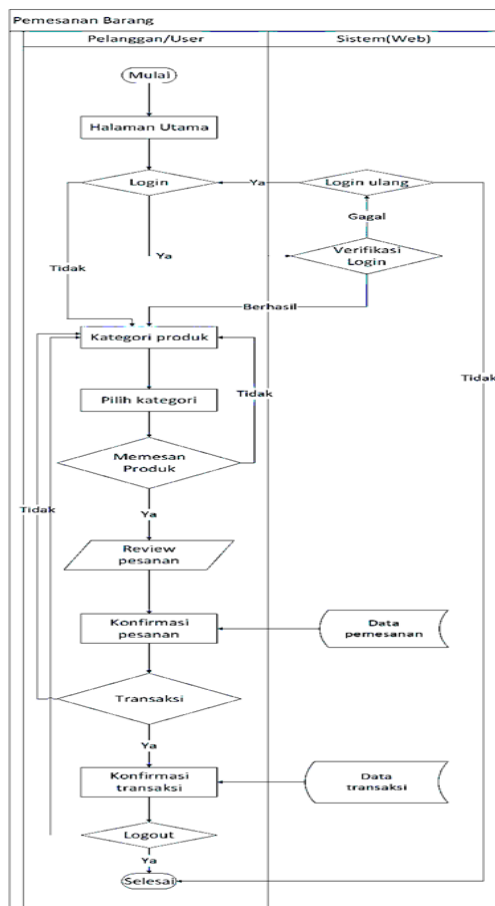 Pemesanan Barang
Pelanggan/User
Sistem(Web)
Mulai
Halaman Utama
Login
Ya
Login ulang
Gagal
Tidak
Ya
Verifikasi
Login
Berhasil
Kategori produk
Tidak
Pilih kategori
Tidak
Memesan
Produk
Tidak
Ya
Review
pesanan
Konfirmasi
pesanan
Data
pemesanan
Transaksi
Ya
Konfirmasi
transaksi
Data
transaksi
Logout
Ya
Selesai